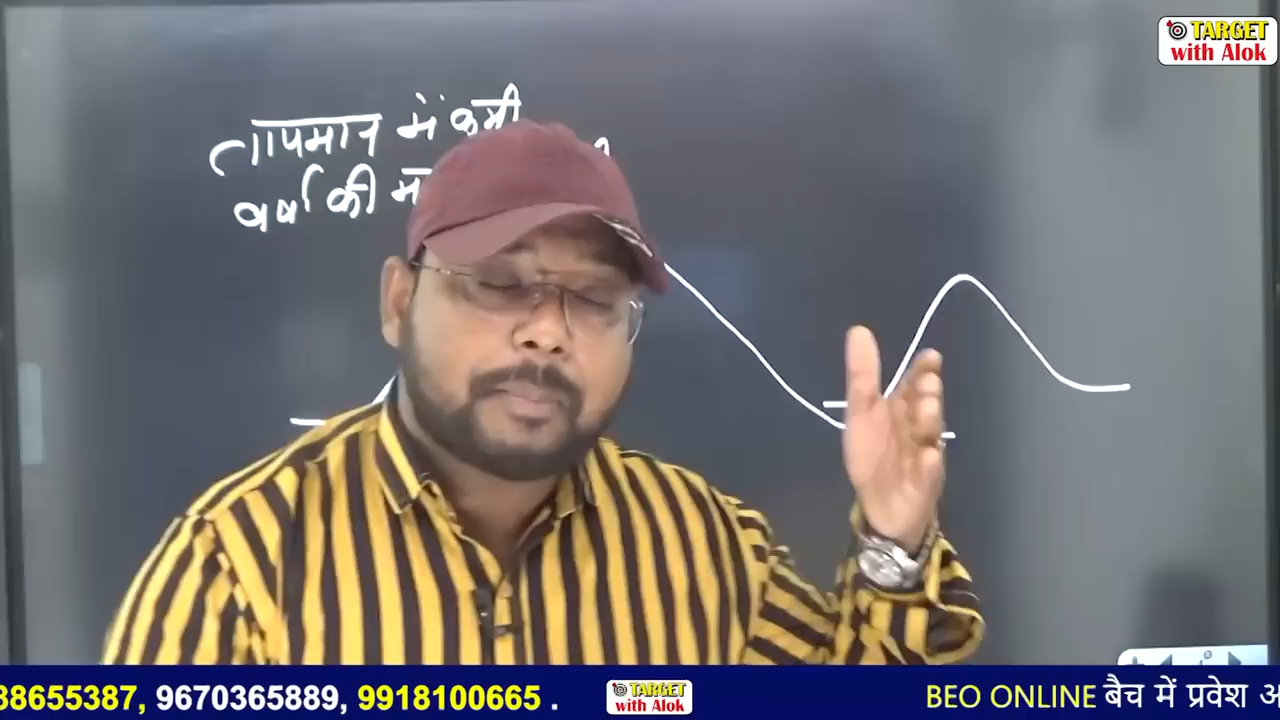 TARGET
with Alok
तापमान में कमी
वर्षा की
38655387, 9670365889, 9918100665 .
TARGET
with Alok
BEO ONLINE बैच में प्रवेश